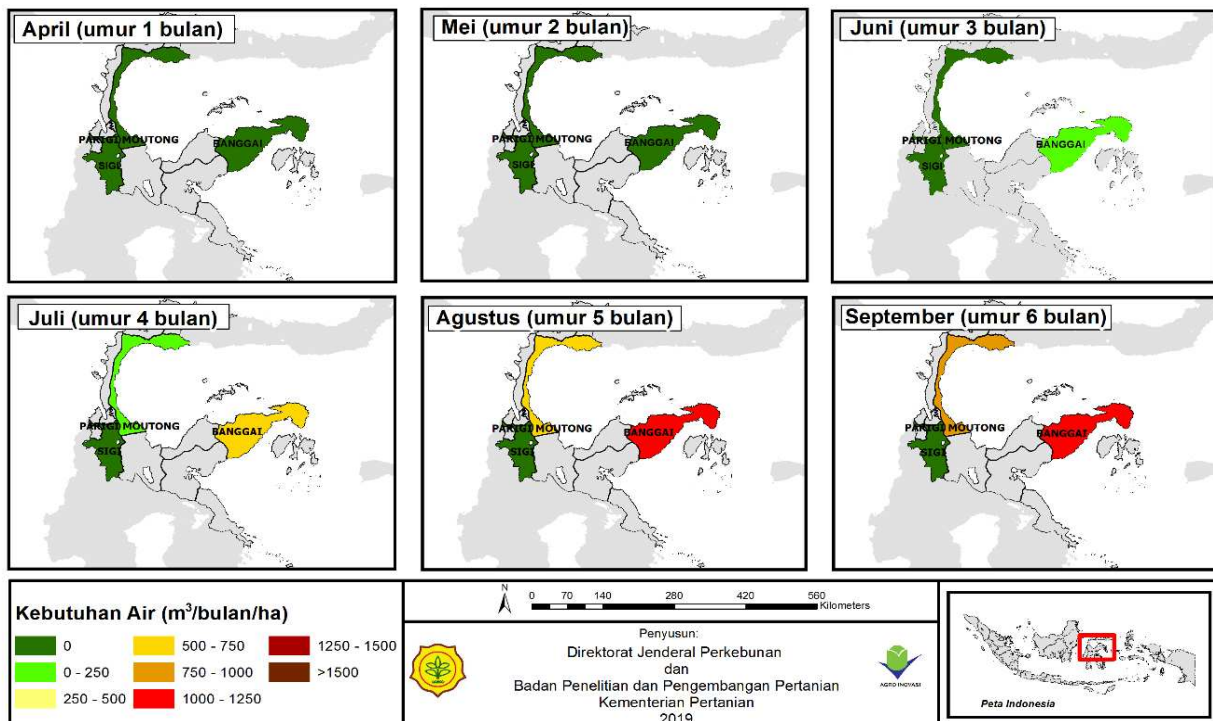 April (umur 1 bulan)
PARIGI MOUTONG
BANGGAI
SIGI
Mei (umur 2 bulan)
PARIGI MOUTONG
BANGGAI
SIGI
Juni (umur 3 bulan)
PARIGI MOUTONG
BANGGAI
SIGI
Juli (umur 4 bulan)
PARIGI MOUTONG
BANGGAI
SIGI
Agustus (umur 5 bulan)
PARIGI MOUTONG
BANGGAI
SIGI
September (umur 6 bulan)
PARIGI MOUTONG
BANGGAI
SIGI
Kebutuhan Air (m³/bulan/ha)
0
0 - 250
250 - 500
500 - 750
750 - 1000
1000 - 1250
1250 - 1500
>1500
N
0 70 140 280 420 560
Kilometers
Penyusun:
Direktorat Jenderal Perkebunan
dan
Badan Penelitian dan Pengembangan Pertanian
Kementerian Pertanian
2019
AGRO INOVASI
Peta Indonesia